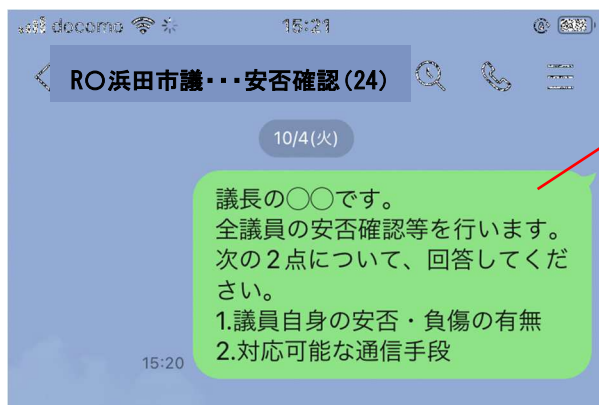 docomo 15:21
R〇浜田市議・・・安否確認(24)
10/4(火)
議長の〇〇です。
全議員の安否確認等を行います。
次の2点について、回答してくだ
さい。
1.議員自身の安否・負傷の有無
2.対応可能な通信手段
15:20